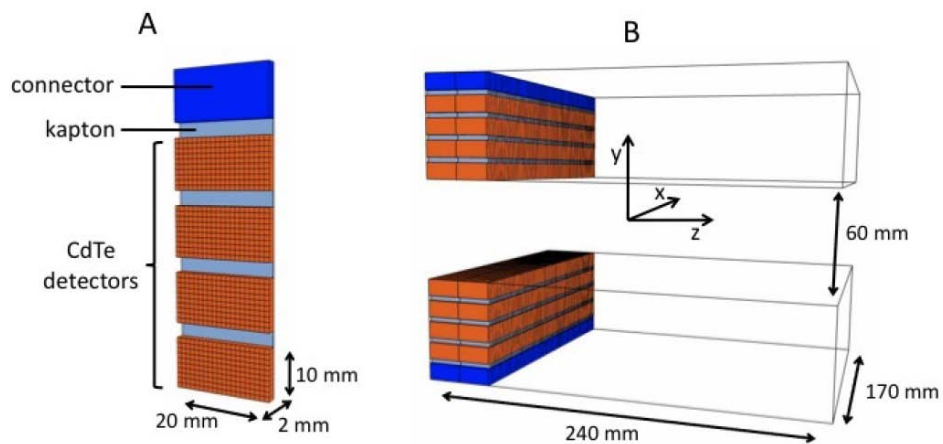 A
connector
kapton
CdTe
detectors
10 mm
20 mm
2 mm
B
y
x
z
60 mm
170 mm
240 mm